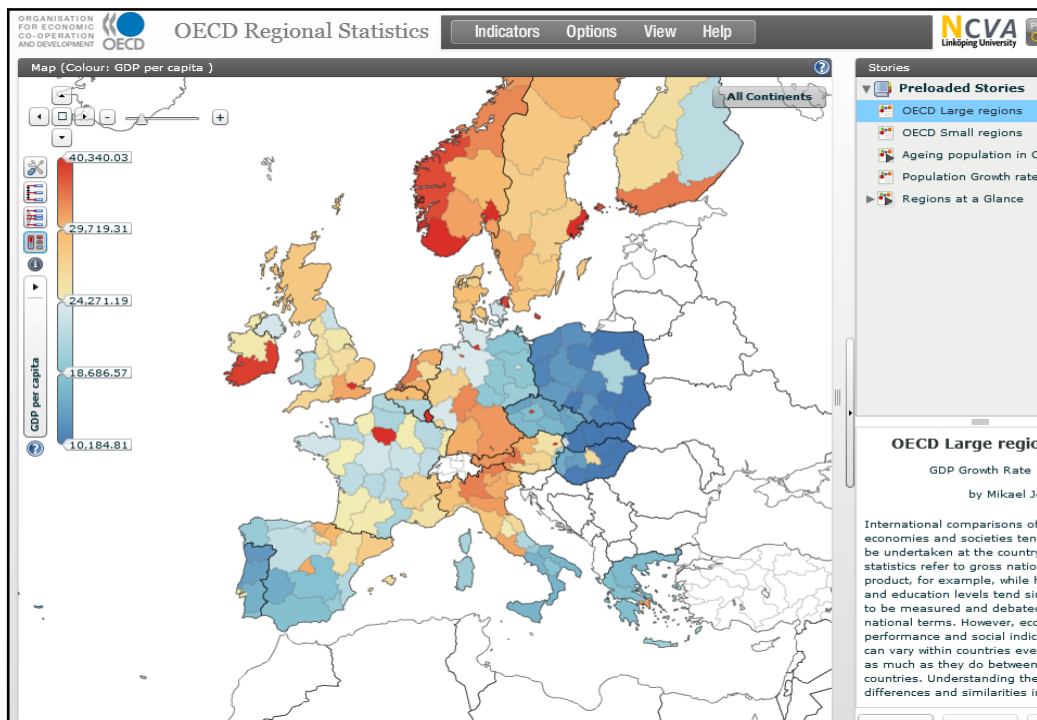 ORGANISATION
FOR ECONOMIC
CO-OPERATION
AND DEVELOPMENT
OECD
OECD Regional Statistics
Indicators Options View Help
NCVA
Linköping University
Map (Colour: GDP per capita )
?
All Continents
40,340.03
29,719.31
24,271.19
18,686.57
10,184.81
GDP per capita
?
Stories
Preloaded Stories
OECD Large regions
OECD Small regions
Ageing population in
Population Growth rate
Regions at a Glance
OECD Large regio
GDP Growth Rate
by Mikael J
International comparisons of
economies and societies ten
be undertaken at the country
statistics refer to gross natio
product, for example, while
and education levels tend si
to be measured and debate
national terms. However, eco
performance and social indic
can vary within countries eve
as much as they do between
countries. Understanding the
differences and similarities i